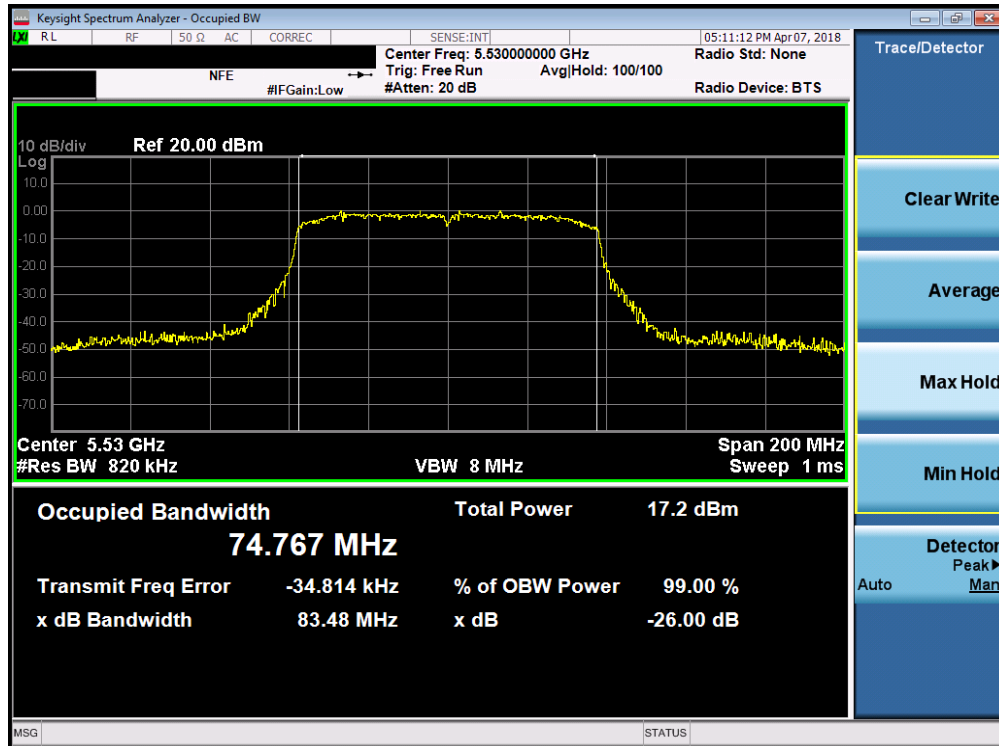 Keysight Spectrum Analyzer - Occupied BW
LXI RL RF 50 Ω AC CORREC SENSE:INT 05:11:12 PM Apr 07, 2018
Center Freq: 5.530000000 GHz Radio Std: None
NFE Trig: Free Run Avg|Hold: 100/100
#IFGain:Low #Atten: 20 dB Radio Device: BTS
Trace/Detector
10 dB/div Ref 20.00 dBm
Log
10.0
0.00
-10.0
-20.0
-30.0
-40.0
-50.0
-60.0
-70.0
Center 5.53 GHz Span 200 MHz
#Res BW 820 kHz VBW 8 MHz Sweep 1 ms
Occupied Bandwidth Total Power 17.2 dBm
74.767 MHz
Transmit Freq Error -34.814 kHz % of OBW Power 99.00 %
x dB Bandwidth 83.48 MHz x dB -26.00 dB
Clear Write
Average
Max Hold
Min Hold
Detector
Peak▶
Auto Man
MSG STATUS